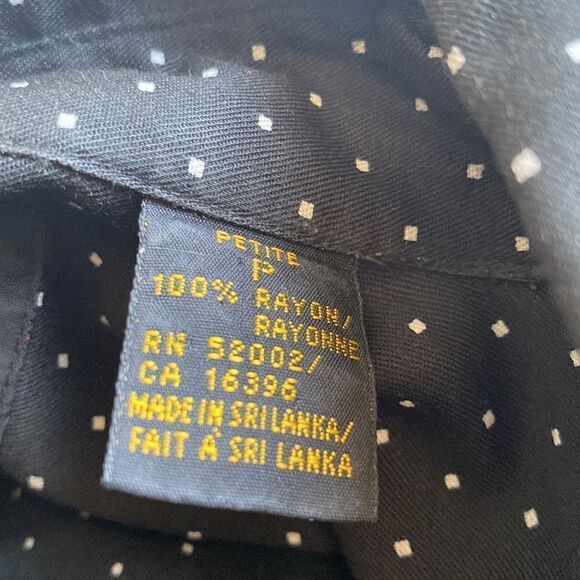 PETITE
P
100% RAYON/
RAYONNE
RN 52002/
CA 16396
MADE IN SRI LANKA/
FAIT À SRI LANKA